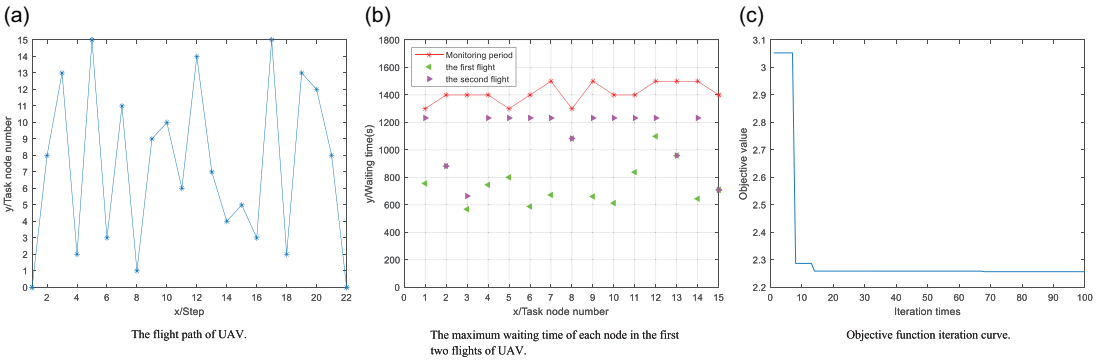 (a)
15
14
13
12
11
10
9
8
7
6
5
4
3
2
1
0
y/Task node number
2 4 6 8 10 12 14 16 18 20 22
x/Step
The flight path of UAV.
(b)
1800
1600
1400
1200
1000
800
600
400
200
0
y/Waiting time(s)
Monitoring period
the first flight
the second flight
0 1 2 3 4 5 6 7 8 9 10 11 12 13 14 15
x/Task node number
The maximum waiting time of each node in the first
two flights of UAV.
(c)
3.1
3
2.9
2.8
2.7
2.6
2.5
2.4
2.3
2.2
Objective value
0 10 20 30 40 50 60 70 80 90 100
Iteration times
Objective function iteration curve.